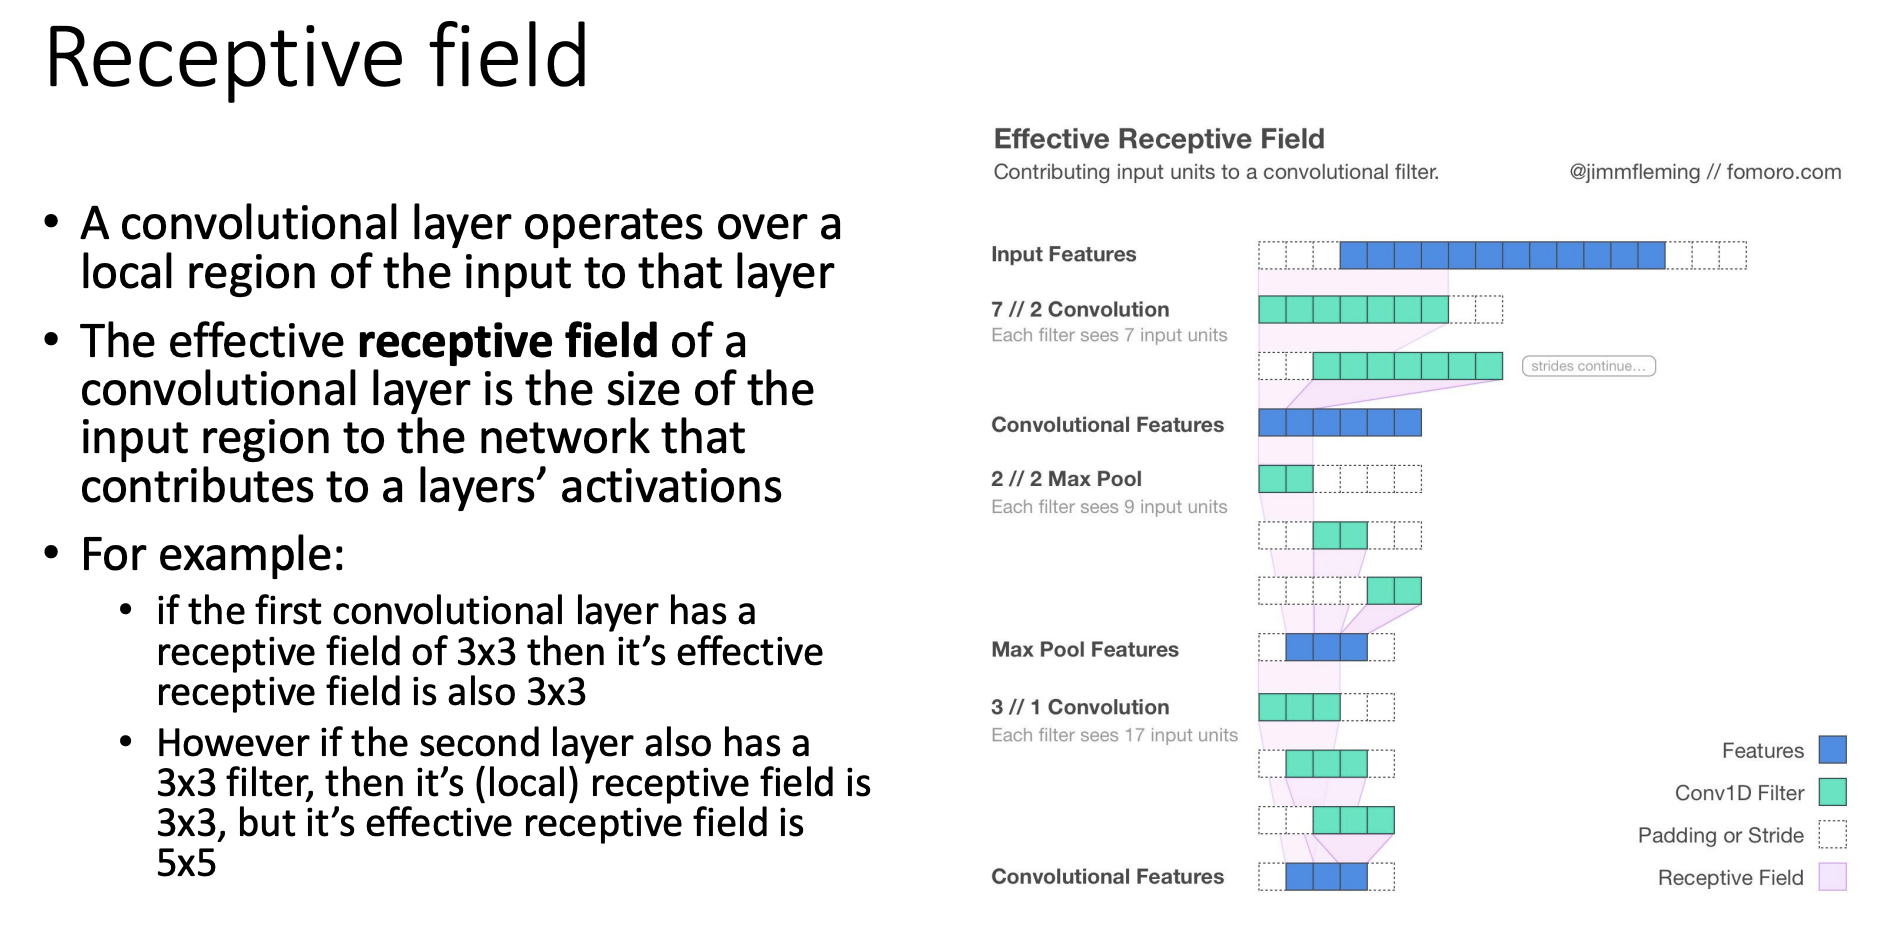 Receptive field
• A convolutional layer operates over a
local region of the input to that layer
• The effective receptive field of a
convolutional layer is the size of the
input region to the network that
contributes to a layers’ activations
• For example:
• if the first convolutional layer has a
receptive field of 3x3 then it’s effective
receptive field is also 3x3
• However if the second layer also has a
3x3 filter, then it’s (local) receptive field is
3x3, but it’s effective receptive field is
5x5
Effective Receptive Field
Contributing input units to a convolutional filter.
@jimmfleming // fomoro.com
Input Features
7 // 2 Convolution
Each filter sees 7 input units
strides continue...
Convolutional Features
2 // 2 Max Pool
Each filter sees 9 input units
Max Pool Features
3 // 1 Convolution
Each filter sees 17 input units
Convolutional Features
Features
Conv1D Filter
Padding or Stride
Receptive Field